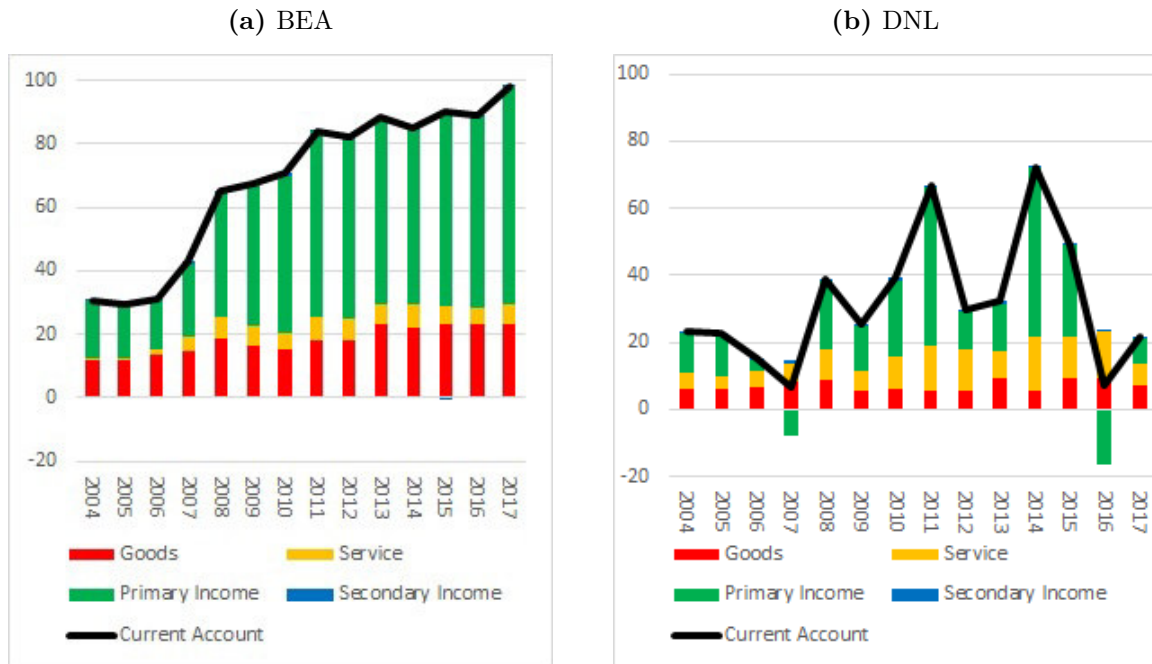 (a) BEA
100
80
60
40
20
0
-20
2004 2005 2006 2007 2008 2009 2010 2011 2012 2013 2014 2015 2016 2017
Goods Service
Primary Income Secondary Income
Current Account
(b) DNL
100
80
60
40
20
0
-20
2004 2005 2006 2007 2008 2009 2010 2011 2012 2013 2014 2015 2016 2017
Goods Service
Primary Income Secondary Income
Current Account